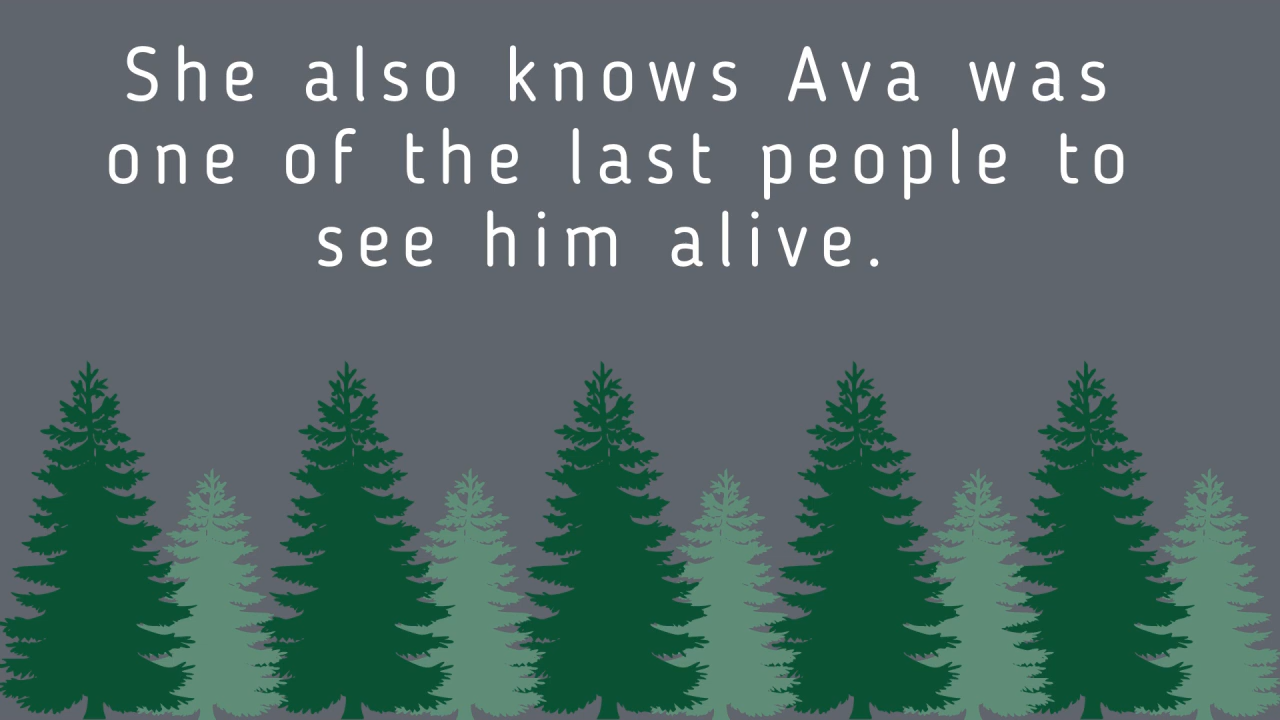 She also knows Ava was
one of the last people to
see him alive.